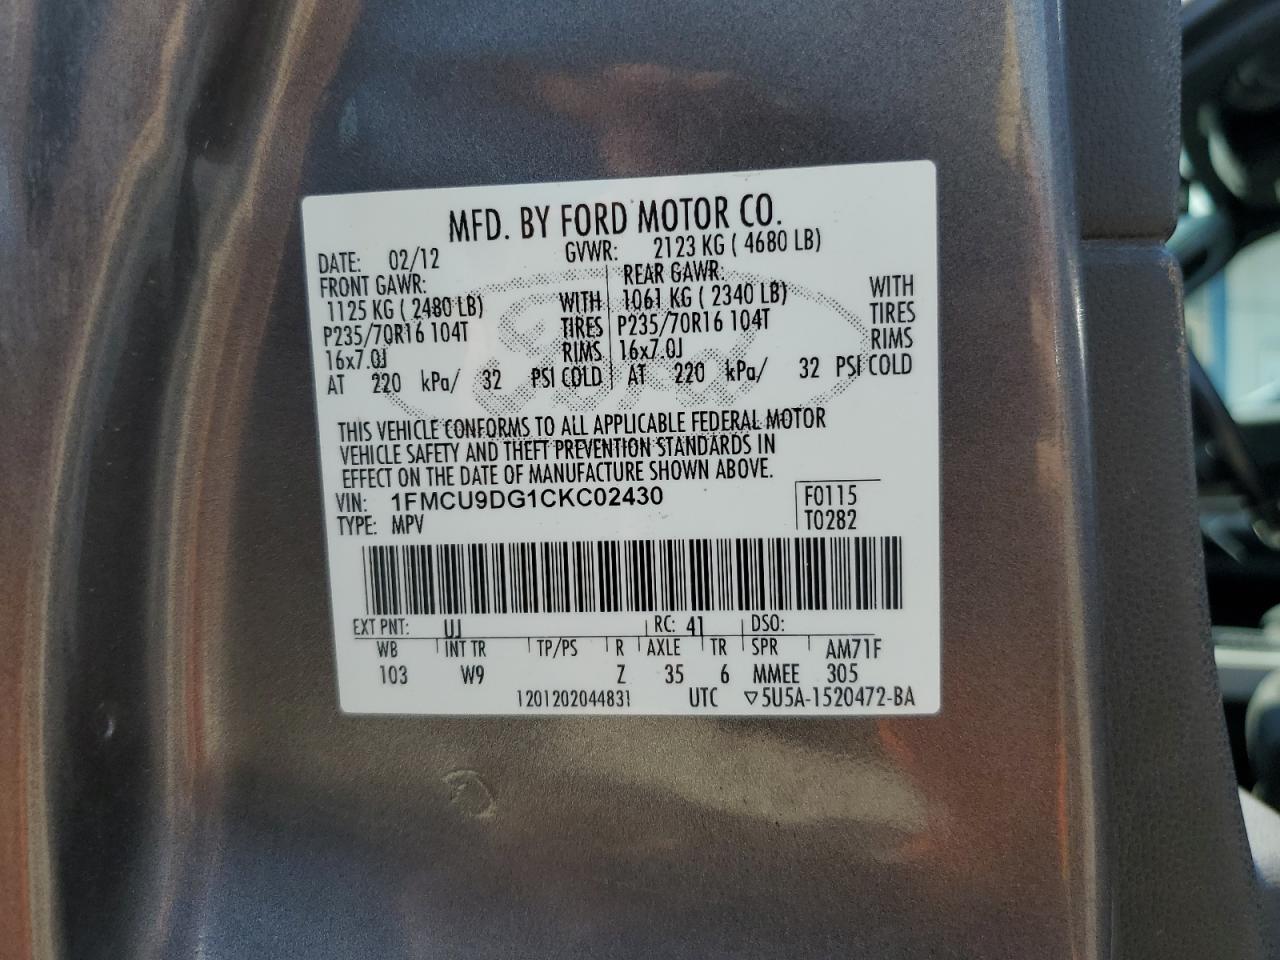 MFD. BY FORD MOTOR CO.
DATE: 02/12 GVWR: 2123 KG ( 4680 LB)
FRONT GAWR: REAR GAWR:
1125 KG ( 2480 LB) WITH 1061 KG ( 2340 LB) WITH
P235/70R16 104T TIRES P235/70R16 104T TIRES
16x7.0J RIMS 16x7.0J RIMS
AT 220 kPa/ 32 PSI COLD AT 220 kPa/ 32 PSI COLD
THIS VEHICLE CONFORMS TO ALL APPLICABLE FEDERAL MOTOR
VEHICLE SAFETY AND THEFT PREVENTION STANDARDS IN
EFFECT ON THE DATE OF MANUFACTURE SHOWN ABOVE.
VIN: 1FMCU9DG1CKC02430 F0115
TYPE: MPV T0282
EXT PNT: UJ RC: 41 DSO:
WB INT TR TP/PS R AXLE TR SPR AM71F
103 W9 Z 35 6 MMEE 305
1201202044831 UTC ▽5U5A-1520472-BA